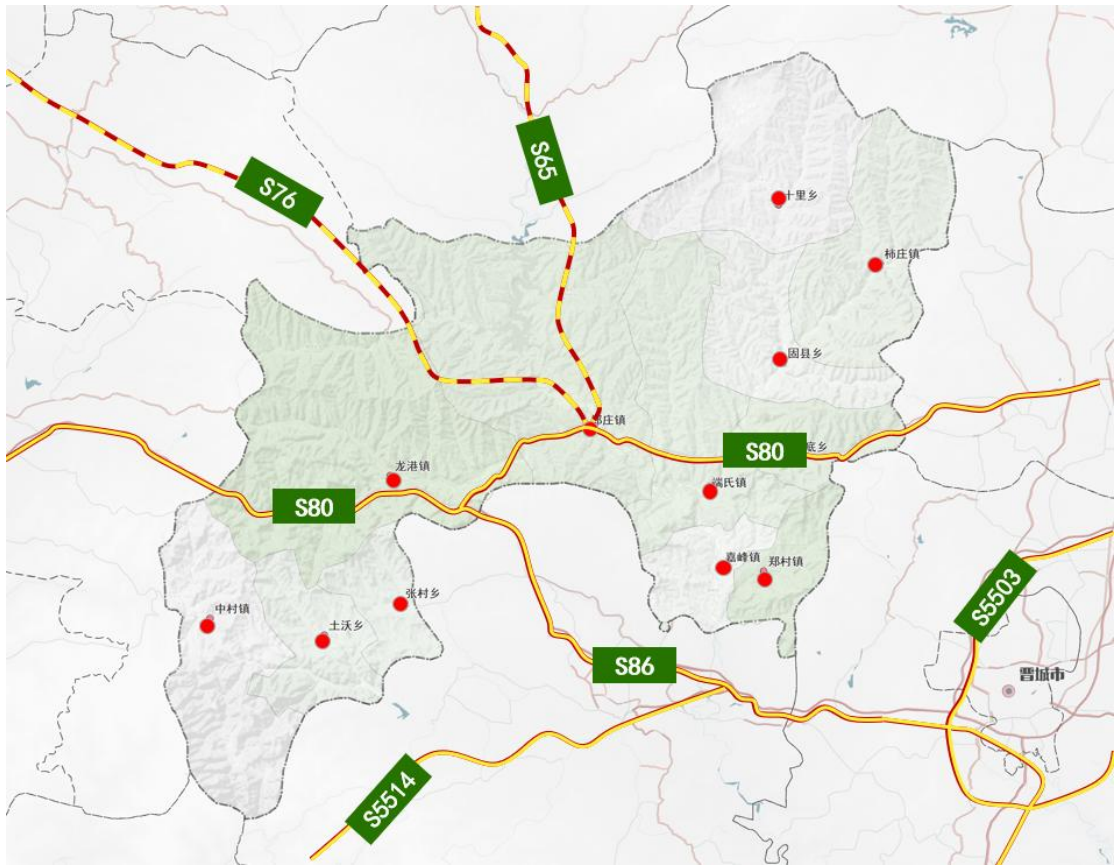 S65
S76
十里乡
柿庄镇
固县乡
庄镇
S80
底乡
龙港镇
端氏镇
S80
嘉峰镇
郑村镇
S5503
张村乡
中村镇
土沃乡
S86
晋城市
S5514